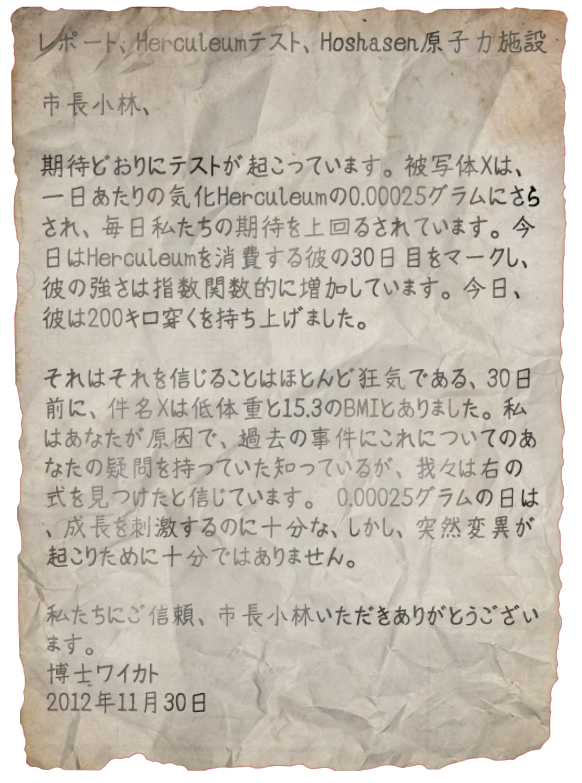 レポート、Herculeumテスト、Hoshasen原子力施設
市長小林、
期待どおりにテストが起こっています。被写体Xは、
一日あたりの気化Herculeumの0.00025グラムにさら
され、毎日私たちの期待を上回るされています。今
日はHerculeumを消費する彼の30日目をマークし、
彼の強さは指数関数的に増加しています。今日、
彼は200キロ穿くを持ち上げました。
それはそれを信じることはほとんど狂気である、30日
前に、件名Xは低体重と15.3のBMIとありました。私
はあなたが原因で、過去の事件にこれについてのあ
なたの疑問を持っていた知っているが、我々は右の
式を見つけたと信じています。 0.00025グラムの日は
、成長を刺激するのに十分な、しかし、突然変異が
起こりために十分ではありません。
私たちにご信頼、市長小林いただきありがとうござい
ます。
博士ワイカト
2012年11月30日